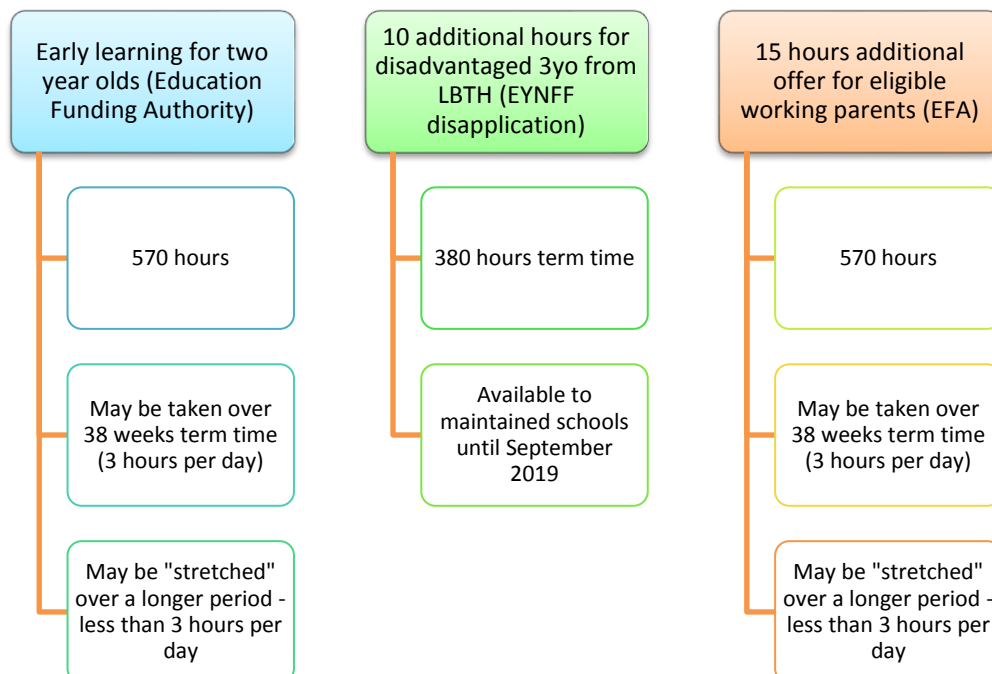 Early learning for two
year olds (Education
Funding Authority)
570 hours
May be taken over
38 weeks term time
(3 hours per day)
May be "stretched"
over a longer period -
less than 3 hours per
day
10 additional hours for
disadvantaged 3yo from
LBTH (EYNFF
disapplication)
380 hours term time
Available to
maintained schools
until September
2019
15 hours additional
offer for eligible
working parents (EFA)
570 hours
May be taken over
38 weeks term time
(3 hours per day)
May be "stretched"
over a longer period -
less than 3 hours per
day